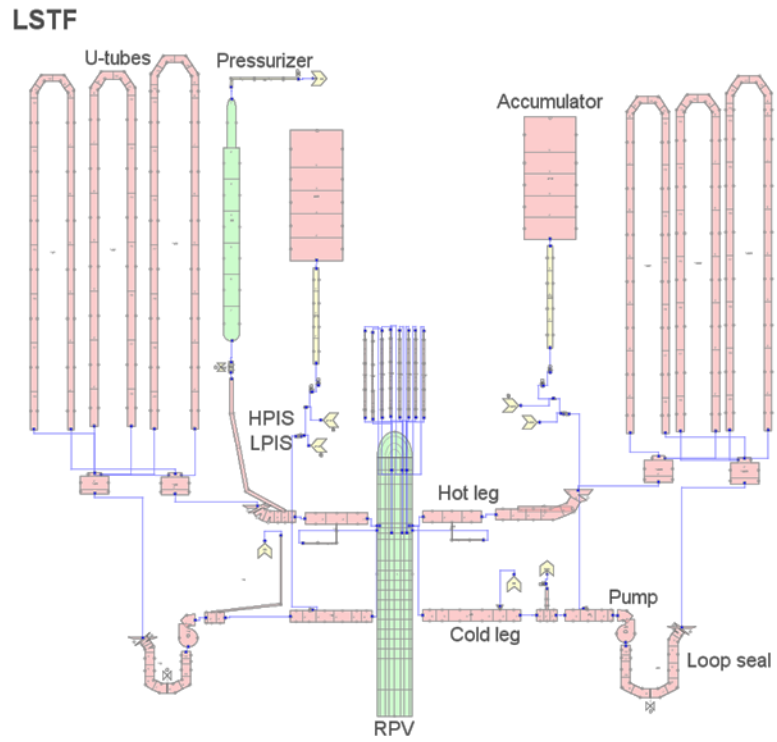 LSTF
U-tubes
Pressurizer
Accumulator
HPIS
LPIS
Hot leg
Pump
Cold leg
Loop seal
RPV